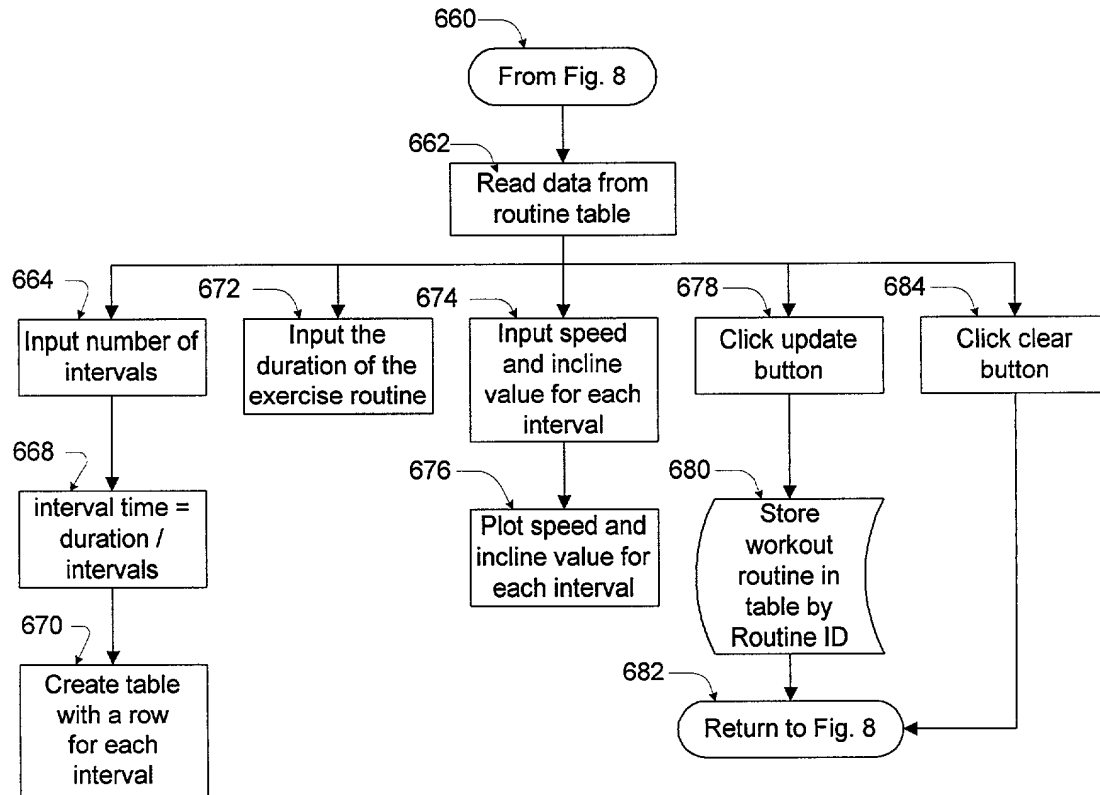 660
From Fig. 8
662
Read data from
routine table
664
Input number of
intervals
672
Input the
duration of the
exercise routine
674
Input speed
and incline
value for each
interval
678
Click update
button
684
Click clear
button
668
interval time =
duration /
intervals
676
Plot speed and
incline value for
each interval
680
Store
workout
routine in
table by
Routine ID
670
Create table
with a row
for each
interval
682
Return to Fig. 8